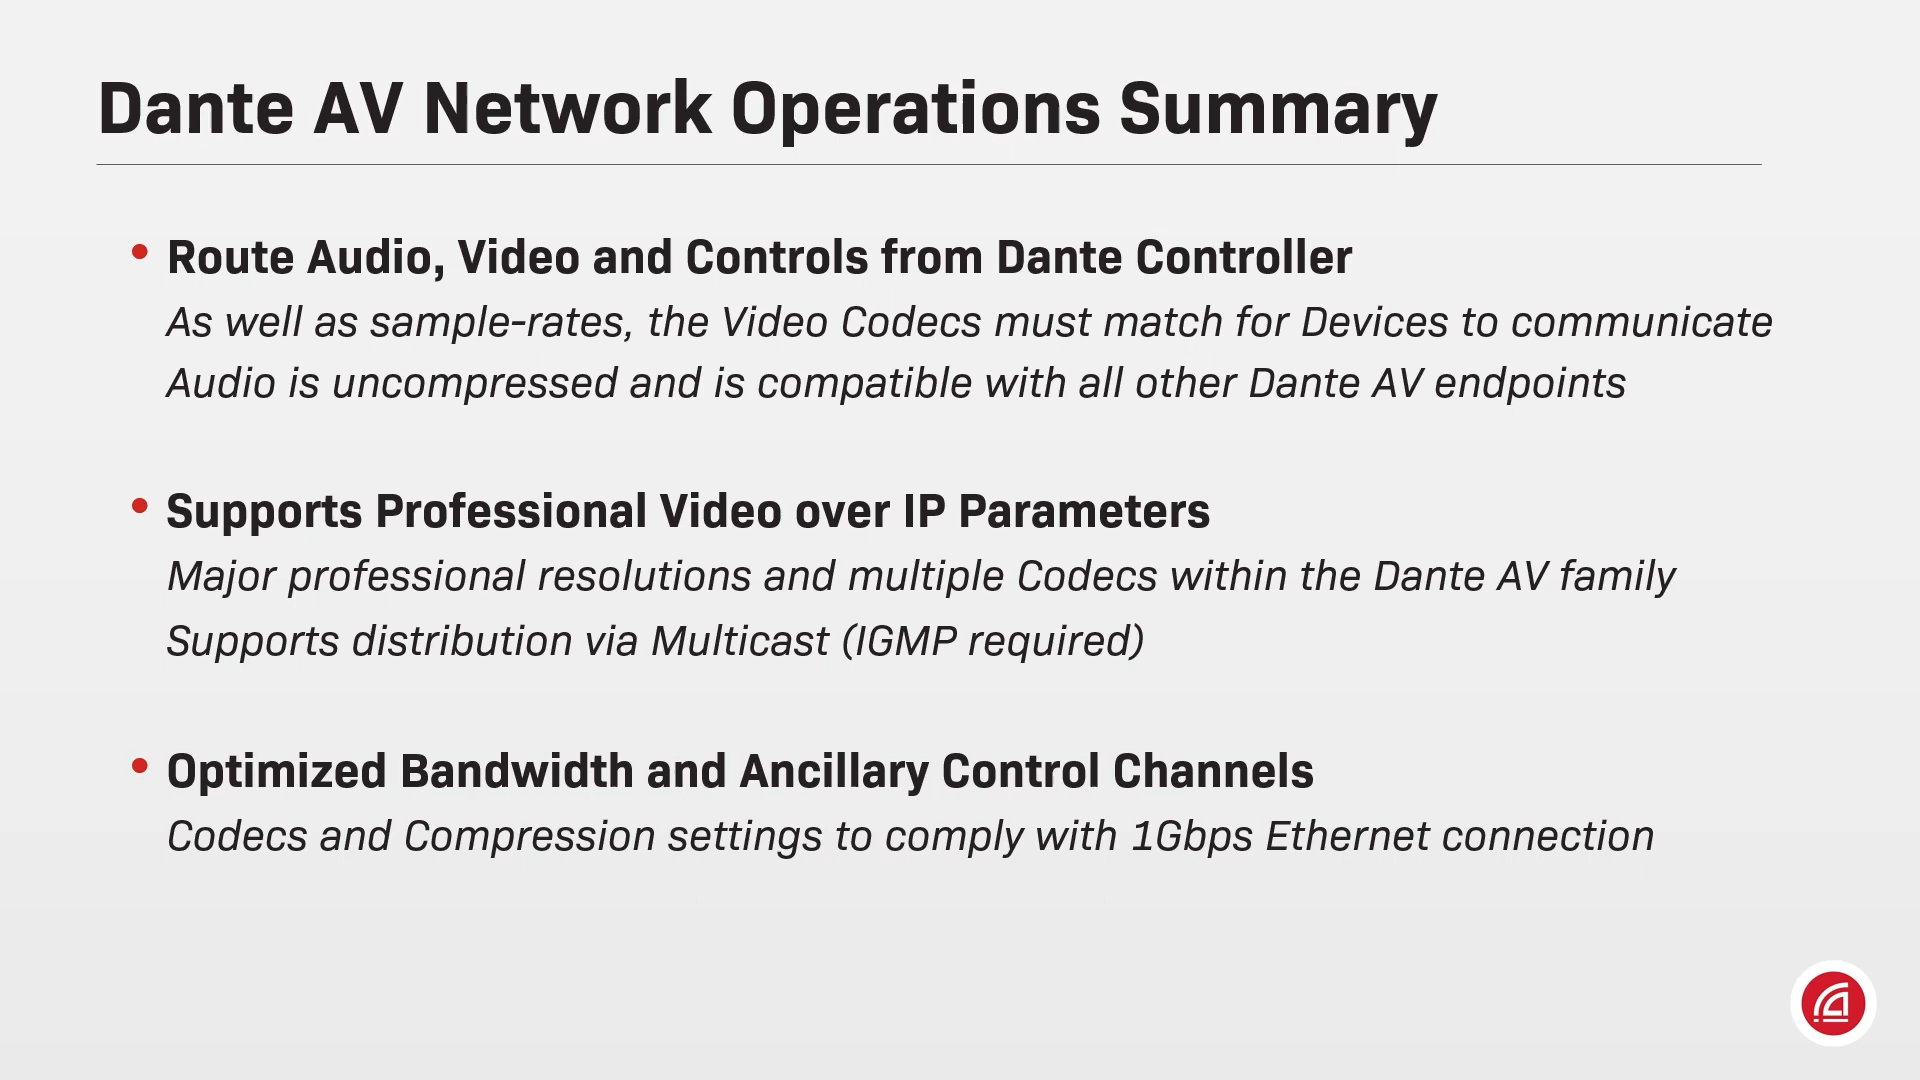 Dante AV Network Operations Summary
• Route Audio, Video and Controls from Dante Controller
As well as sample-rates, the Video Codecs must match for Devices to communicate
Audio is uncompressed and is compatible with all other Dante AV endpoints
• Supports Professional Video over IP Parameters
Major professional resolutions and multiple Codecs within the Dante AV family
Supports distribution via Multicast (IGMP required)
• Optimized Bandwidth and Ancillary Control Channels
Codecs and Compression settings to comply with 1Gbps Ethernet connection